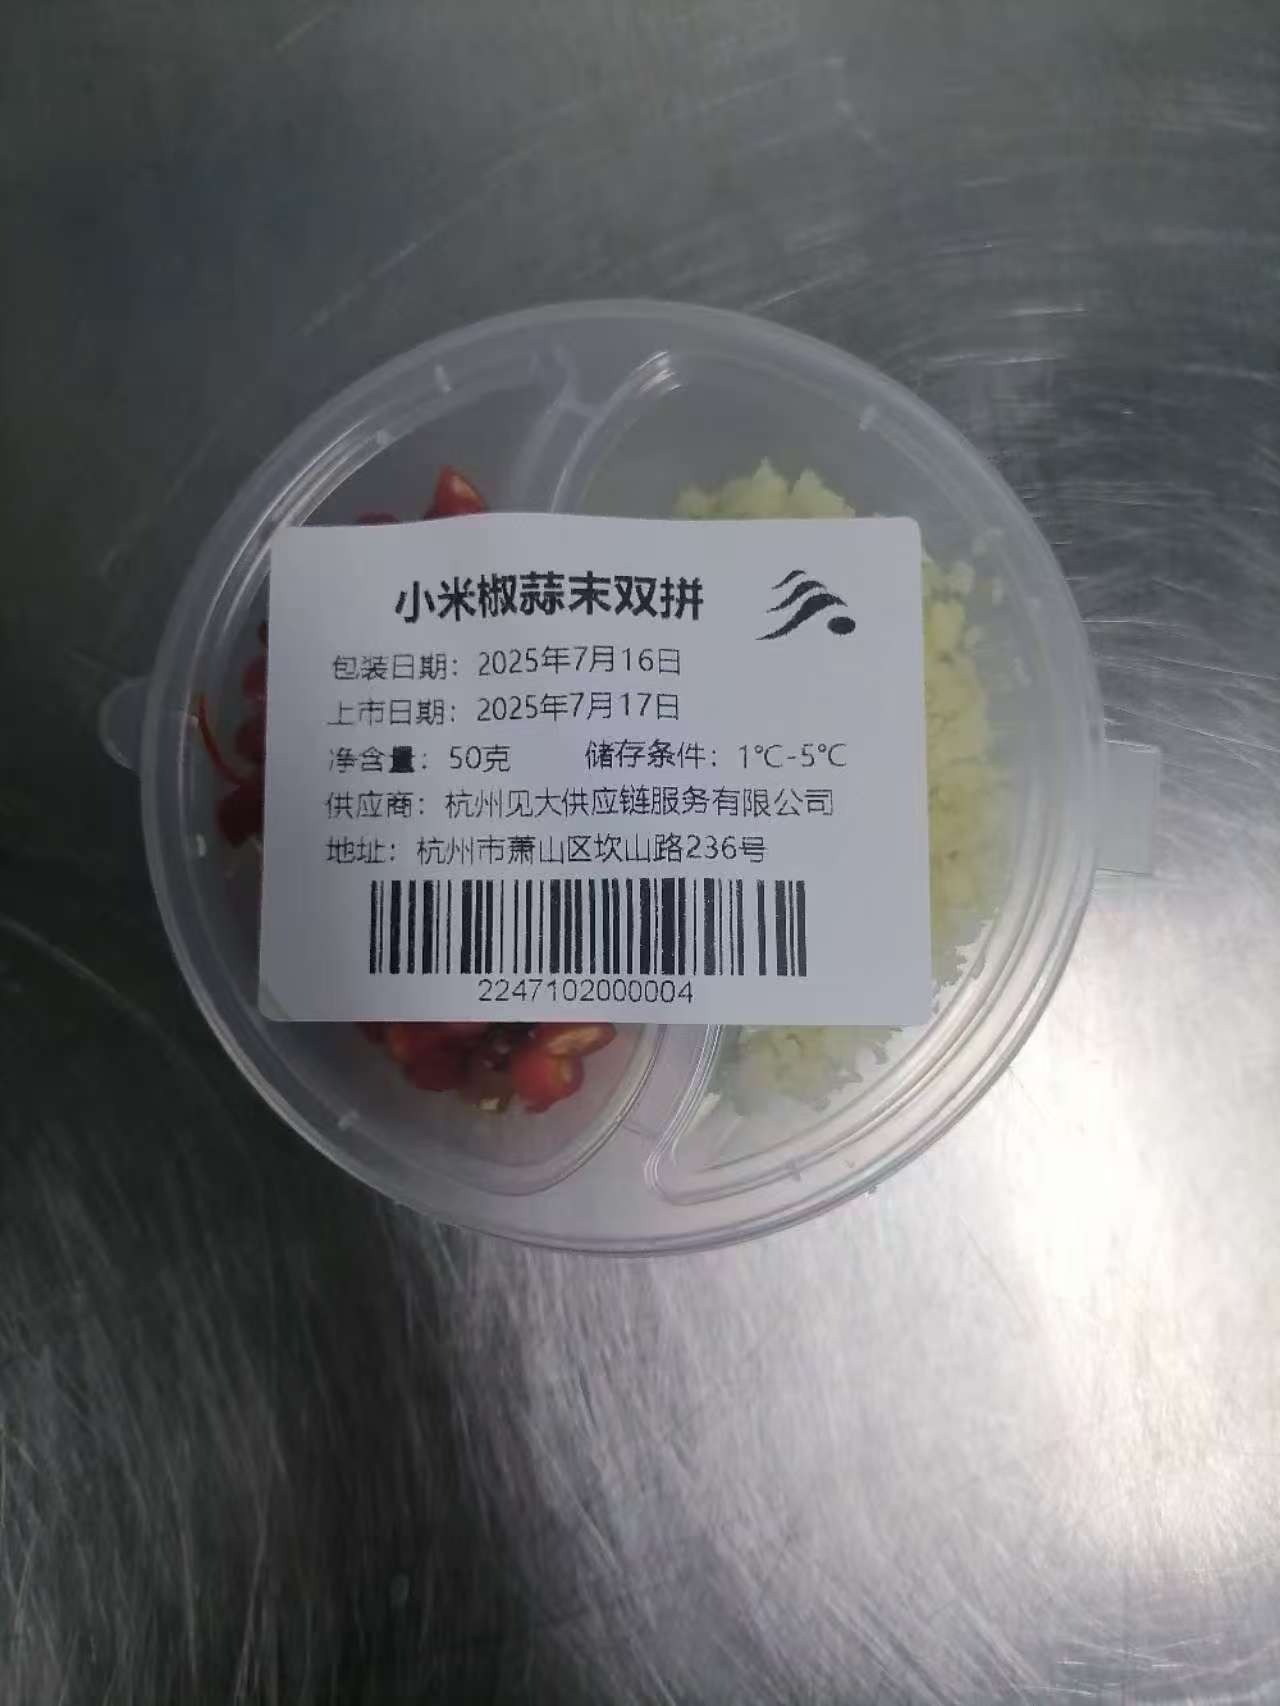 小米椒蒜末双拼
包装日期：2025年7月16日
上市日期：2025年7月17日
净含量：50克 储存条件：1℃-5℃
供应商：杭州见大供应链服务有限公司
地址：杭州市萧山区坎山路236号
2247102000004